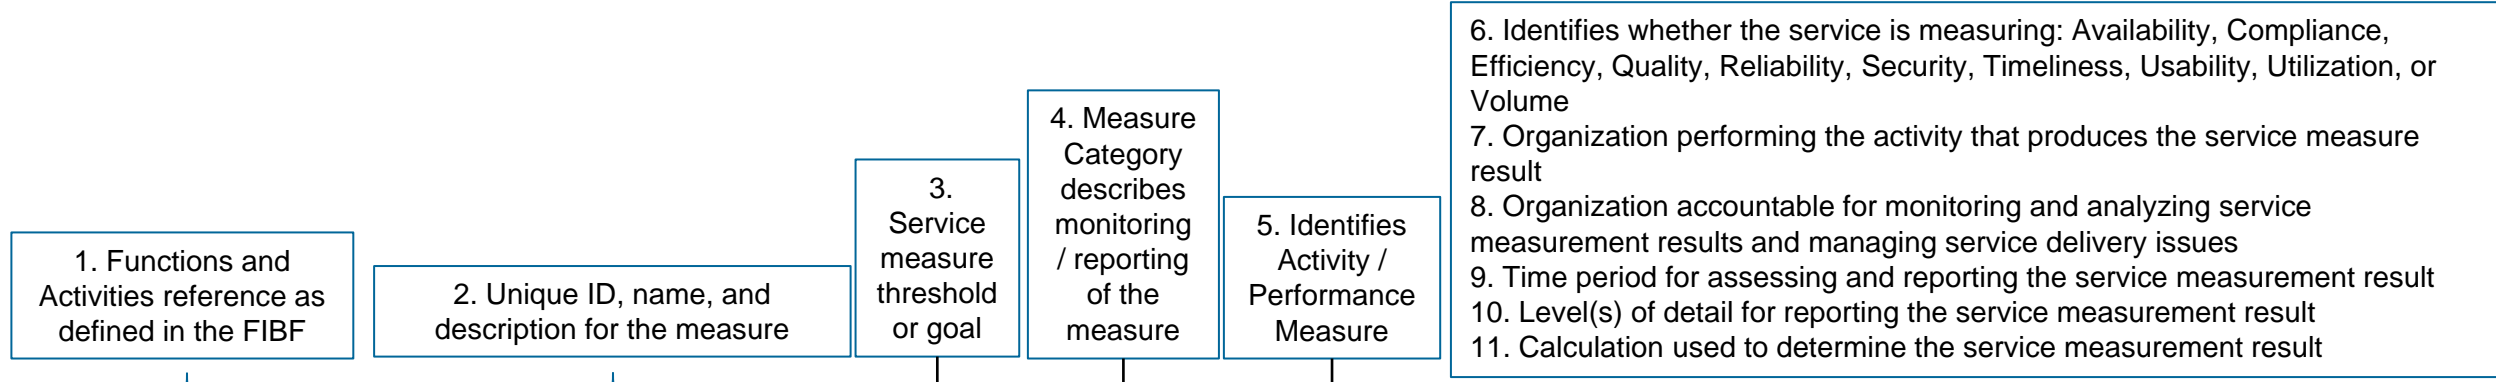 1. Functions and
Activities reference as
defined in the FIBF
2. Unique ID, name, and
description for the measure
3.
Service
measure
threshold
or goal
4. Measure
Category
describes
monitoring
/ reporting
of the
measure
5. Identifies
Activity /
Performance
Measure
6. Identifies whether the service is measuring: Availability, Compliance,
Efficiency, Quality, Reliability, Security, Timeliness, Usability, Utilization, or
Volume
7. Organization performing the activity that produces the service measure
result
8. Organization accountable for monitoring and analyzing service
measurement results and managing service delivery issues
9. Time period for assessing and reporting the service measurement result
10. Level(s) of detail for reporting the service measurement result
11. Calculation used to determine the service measurement result